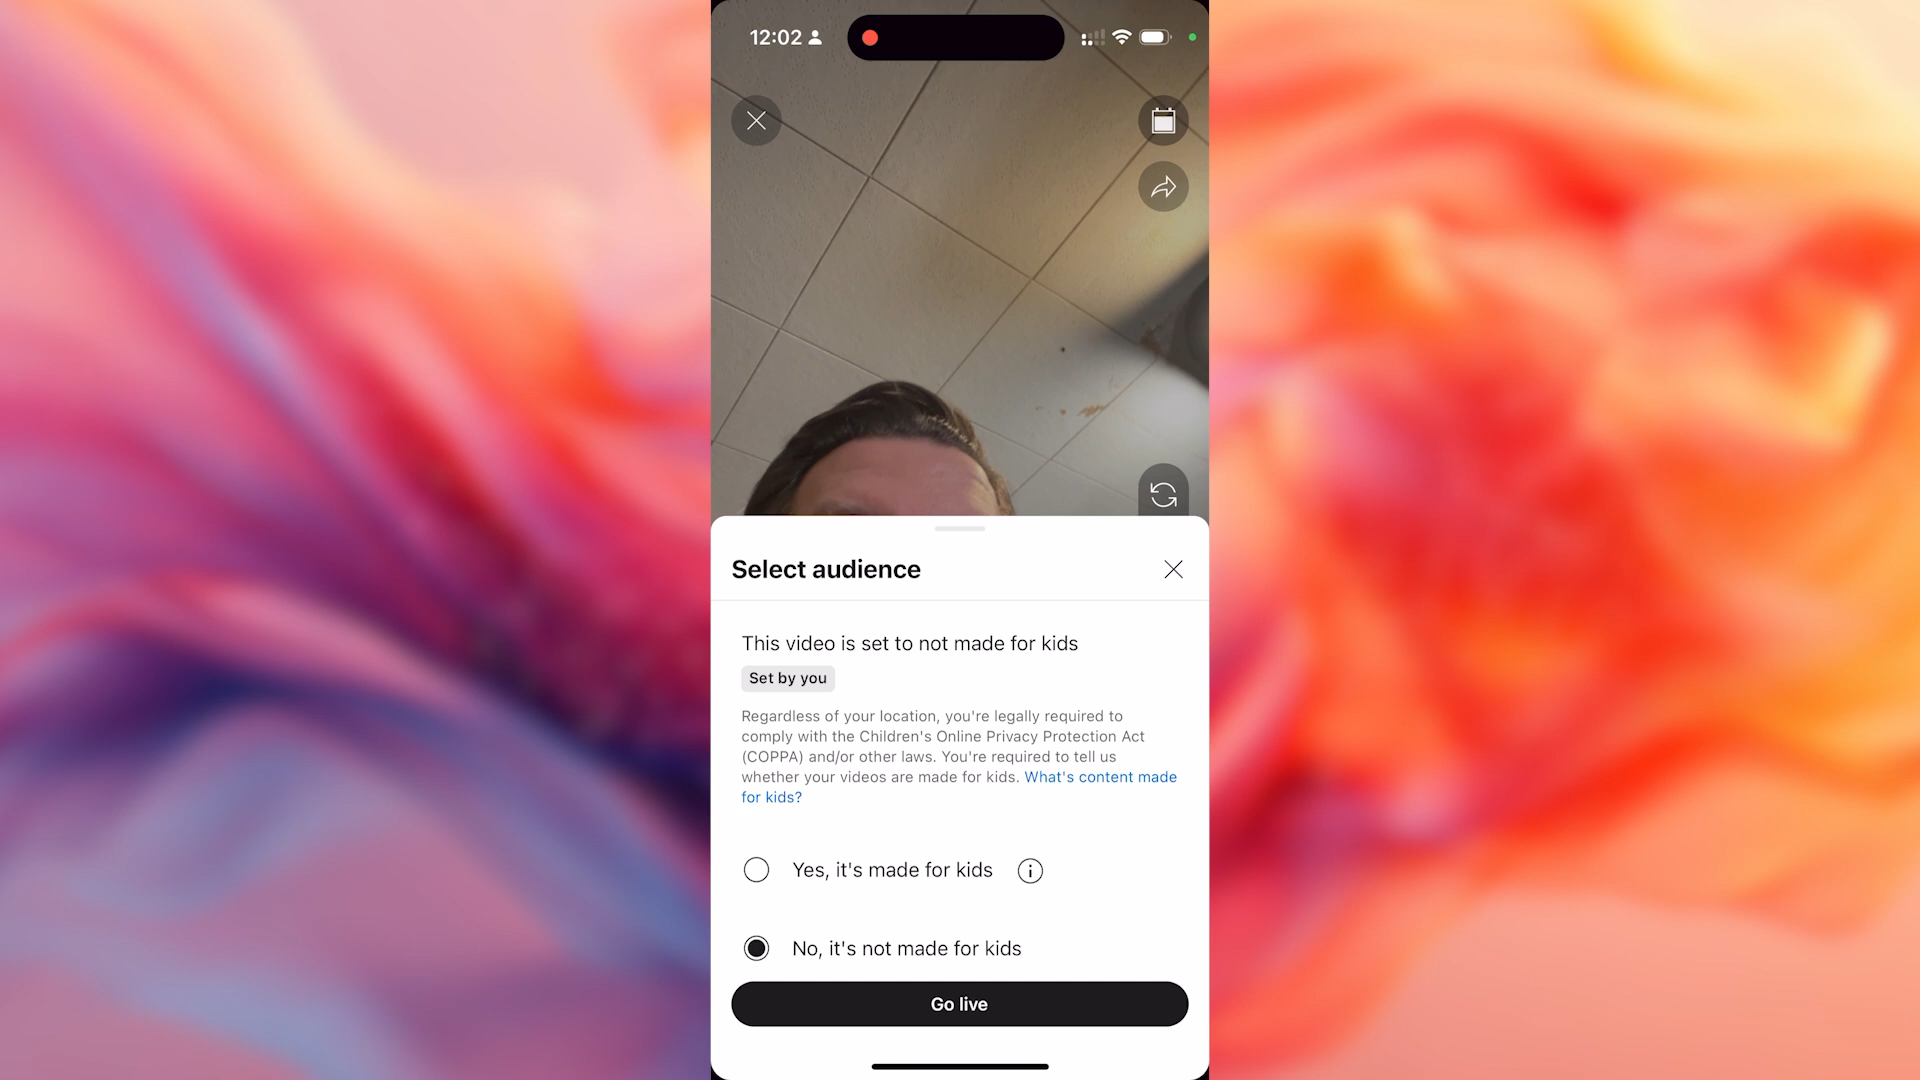 12:02
Select audience
This video is set to not made for kids
Set by you
Regardless of your location, you're legally required to
comply with the Children's Online Privacy Protection Act
(COPPA) and/or other laws. You're required to tell us
whether your videos are made for kids. What's content made
for kids?
Yes, it's made for kids
No, it's not made for kids
Go live